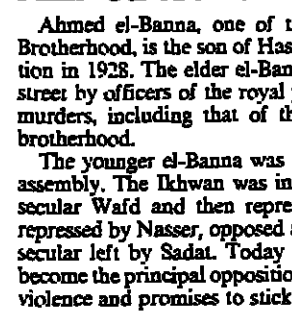 Ahmed el-Banna, one of t
Brotherhood, is the son of Has
tion in 1928. The elder el-Ban
street by officers of the royal
murders, including that of th
brotherhood.
The younger el-Banna was
assembly. The Ikhwan was in
secular Wafd and then repre
repressed by Nasser, opposed
secular left by Sadat. Today
become the principal oppositio
violence and promises to stick